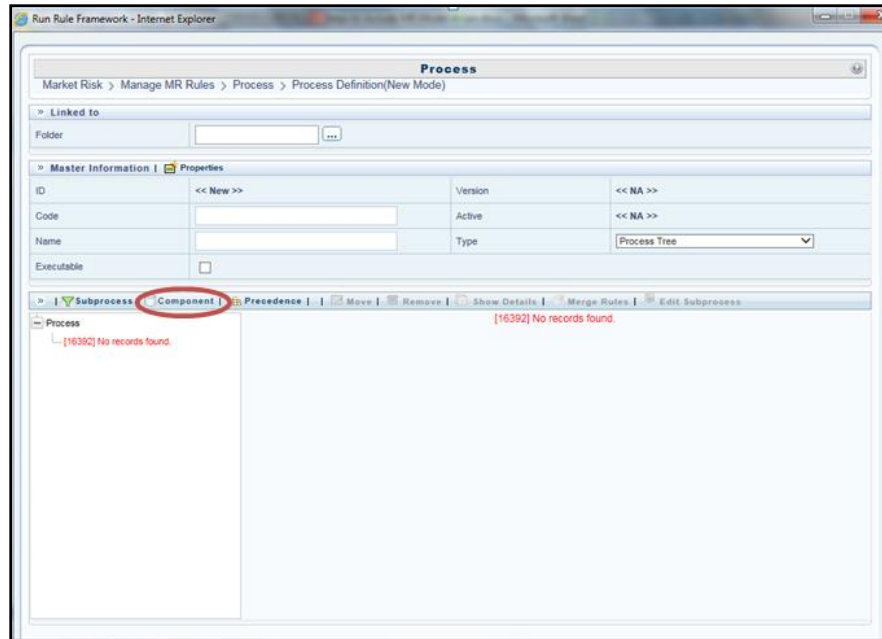 Run Rule Framework - Internet Explorer
Process
Market Risk > Manage MR Rules > Process > Process Definition(New Mode)
» Linked to
Folder ...
» Master Information | Properties
ID << New >> Version << NA >>
Code Active << NA >>
Name Type Process Tree
Executable
» | Subprocess Component | Precedence | | Move | Remove | Show Details | Merge Rules | Edit Subprocess
Process
[16392] No records found.
[16392] No records found.